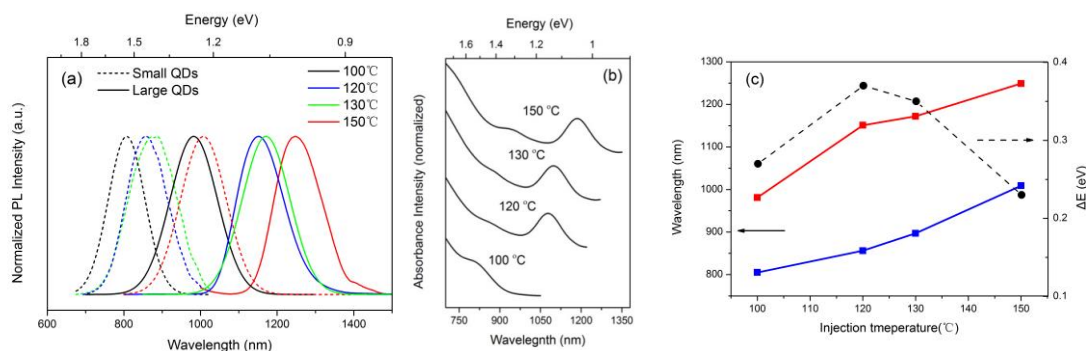 Energy (eV)
1.8 1.5 1.2 0.9
(a)
Small QDs
Large QDs
100℃
120℃
130℃
150℃
Normalized PL Intensity (a.u.)
600 800 1000 1200 1400
Wavelength (nm)
Energy (eV)
1.6 1.4 1.2 1
(b)
150 °C
130 °C
120 °C
100 °C
Absorbance Intensity (normalized)
750 900 1050 1200 1350
Wavelegnth (nm)
(c)
1300
1200
1100
1000
900
800
Wavelength (nm)
0.4
0.3
0.2
0.1
ΔE (eV)
100 110 120 130 140 150
Injection tmeperature(℃)